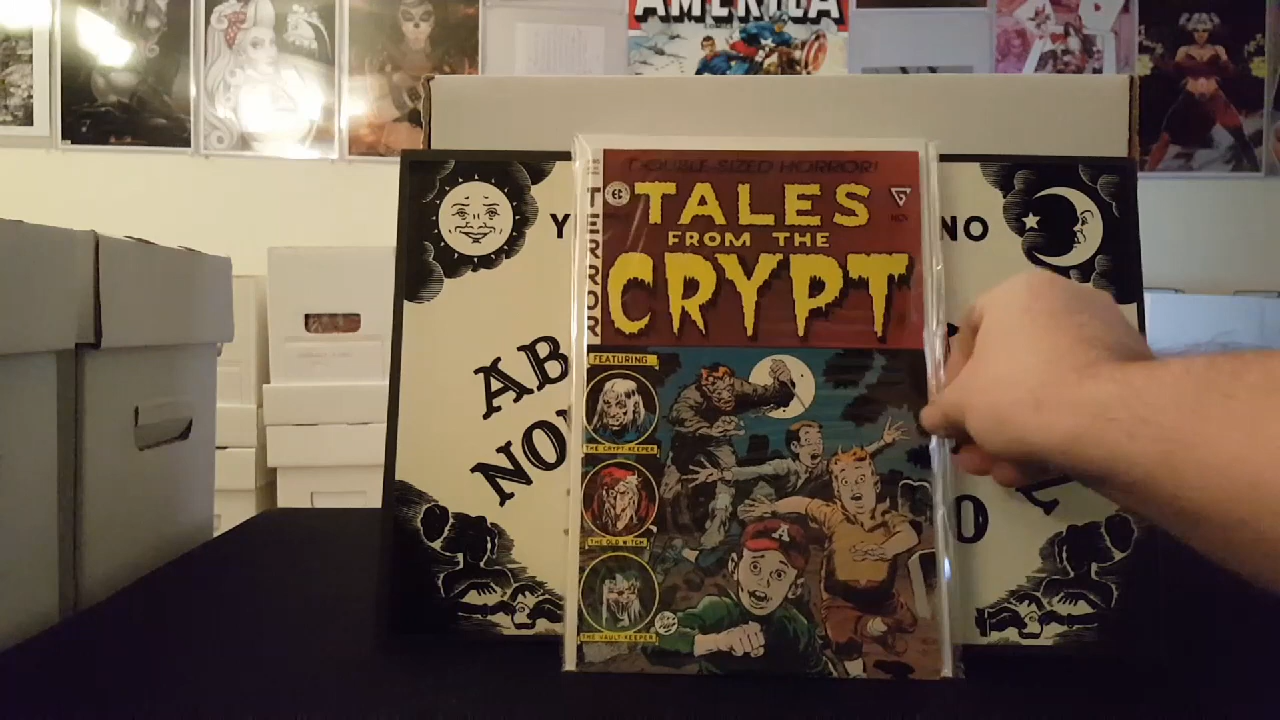 AMERICA
DOUBLE-SIZED HORROR!
EC
TALES
FROM THE
CRYPT
NOV
TERROR
FEATURING...
THE CRYPT-KEEPER
THE OLD WITCH
THE VAULT-KEEPER
A
Y
NO
AB
NO
D